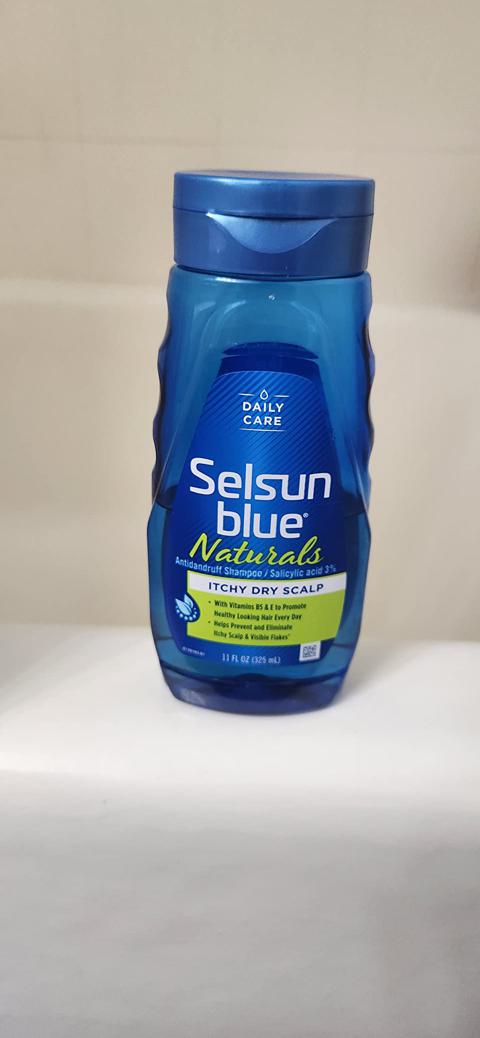 DAILY
CARE
Selsun
blue®
Naturals
Antidandruff Shampoo / Salicylic acid 3%
ITCHY DRY SCALP
• With Vitamins B5 & E to Promote
Healthy Looking Hair Every Day
• Helps Prevent and Eliminate
Itchy Scalp & Visible Flakes*
11 FL OZ (325 mL)